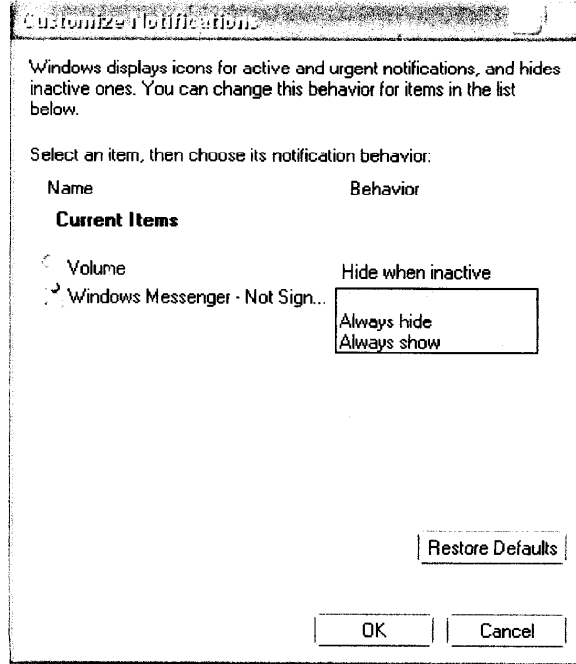 Customize Notifications
Windows displays icons for active and urgent notifications, and hides
inactive ones. You can change this behavior for items in the list
below.
Select an item, then choose its notification behavior:
Name Behavior
Current Items
Volume Hide when inactive
Windows Messenger - Not Sign...
Always hide
Always show
Restore Defaults
OK Cancel